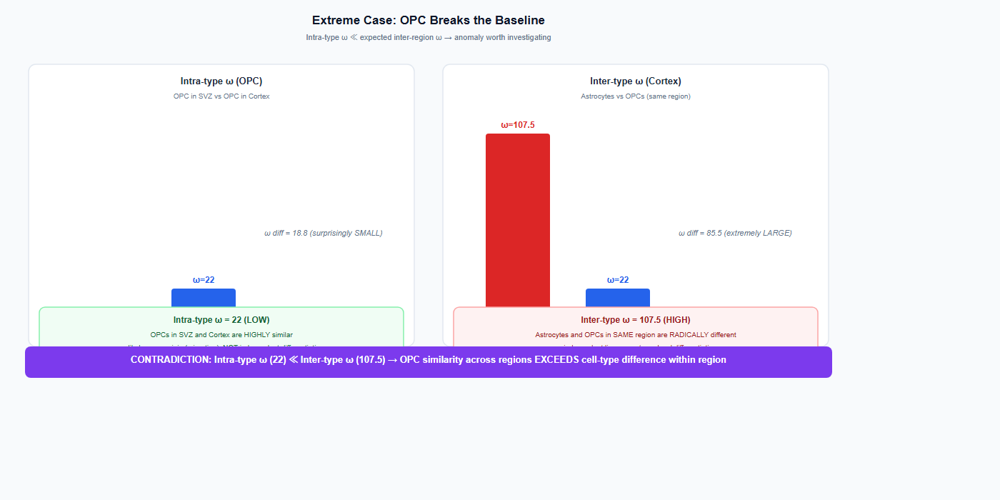 Extreme Case: OPC Breaks the Baseline
Intra-type ω ≪ expected inter-region ω → anomaly worth investigating
Intra-type ω (OPC)
OPC in SVZ vs OPC in Cortex
ω diff = 18.8 (surprisingly SMALL)
ω=22
Intra-type ω = 22 (LOW)
OPCs in SVZ and Cortex are HIGHLY similar
Inter-type ω (Cortex)
Astrocytes vs OPCs (same region)
ω=107.5
ω diff = 85.5 (extremely LARGE)
ω=22
Inter-type ω = 107.5 (HIGH)
Astrocytes and OPCs in SAME region are RADICALLY different
CONTRADICTION: Intra-type ω (22) ≪ Inter-type ω (107.5) → OPC similarity across regions EXCEEDS cell-type difference within region